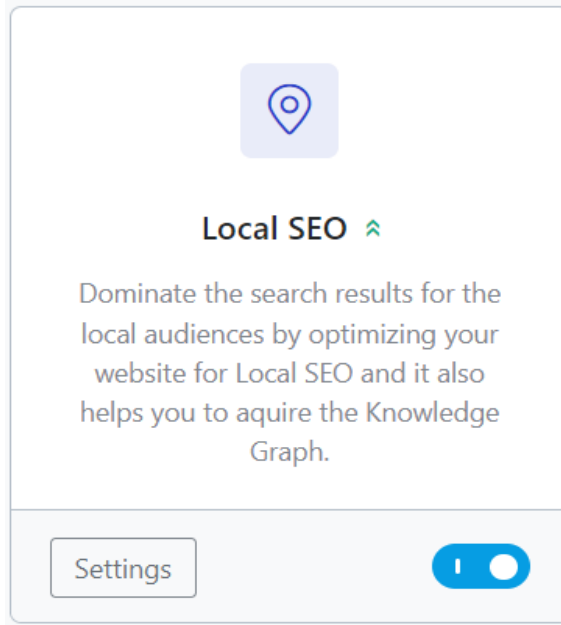 Local SEO
Dominate the search results for the
local audiences by optimizing your
website for Local SEO and it also
helps you to aquire the Knowledge
Graph.
Settings